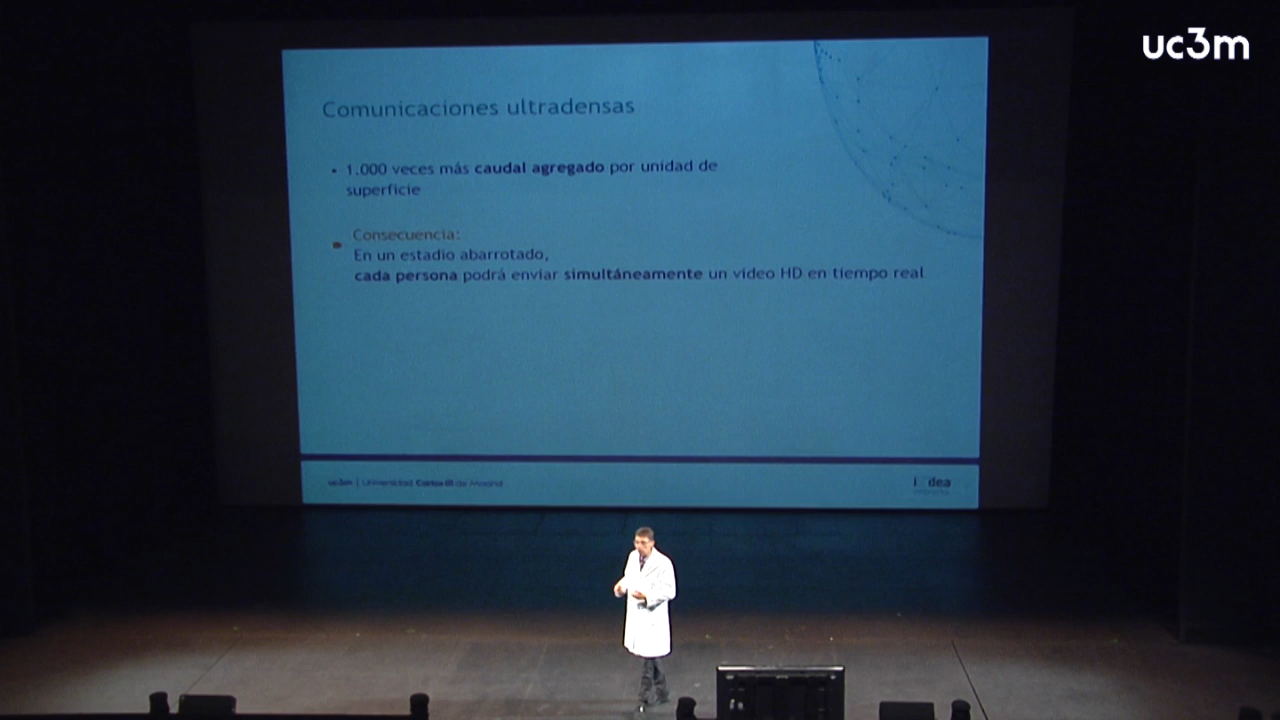 uc3m
Comunicaciones ultradensas
• 1.000 veces más caudal agregado por unidad de
superficie
Consecuencia:
En un estadio abarrotado,
cada persona podrá enviar simultáneamente un vídeo HD en tiempo real
uc3m | Universidad Carlos III de Madrid
i dea